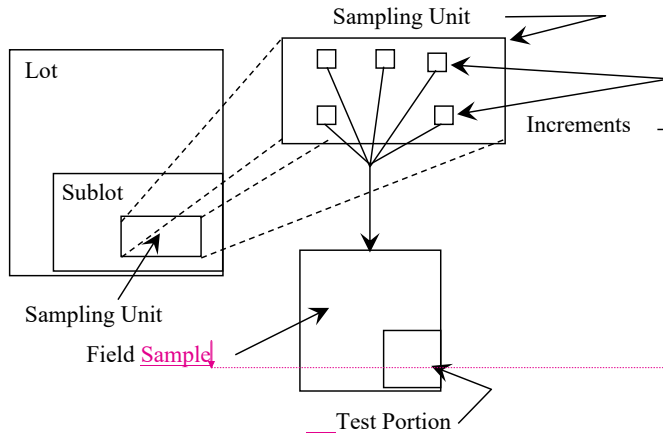 Sampling Unit
Lot
Increments
Sublot
Sampling Unit
Field Sample
Test Portion